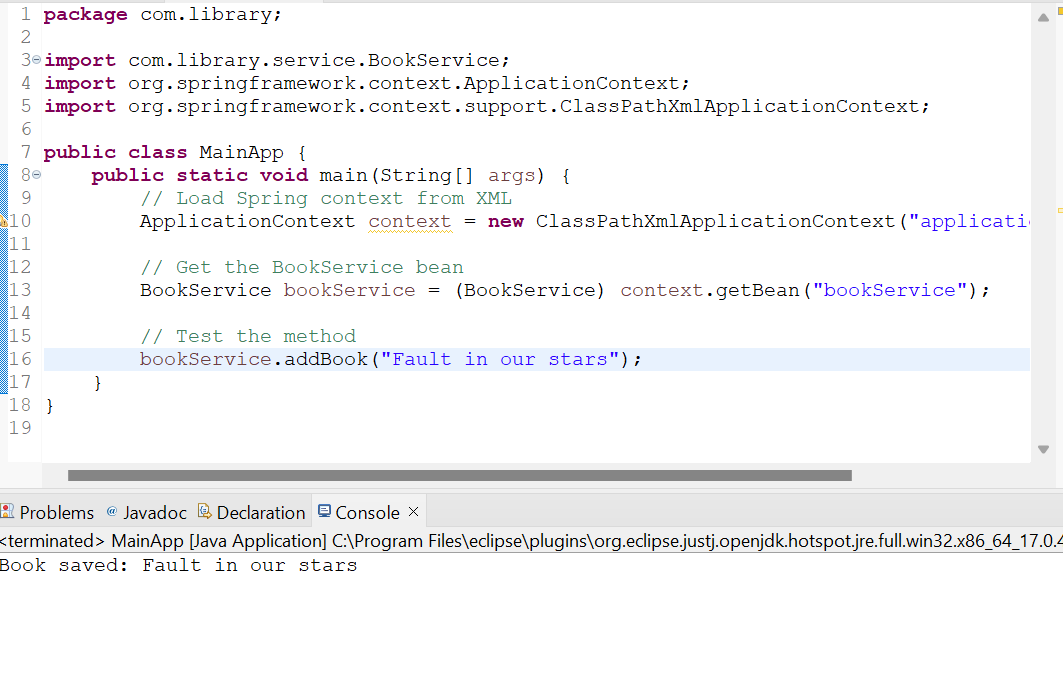 1 package com.library;
2
3 import com.library.service.BookService;
4 import org.springframework.context.ApplicationContext;
5 import org.springframework.context.support.ClassPathXmlApplicationContext;
6
7 public class MainApp {
8     public static void main(String[] args) {
9         // Load Spring context from XML
10         ApplicationContext context = new ClassPathXmlApplicationContext("applicati
11
12         // Get the BookService bean
13         BookService bookService = (BookService) context.getBean("bookService");
14
15         // Test the method
16         bookService.addBook("Fault in our stars");
17     }
18 }
19
Problems @ Javadoc Declaration Console ×
<terminated> MainApp [Java Application] C:\Program Files\eclipse\plugins\org.eclipse.justj.openjdk.hotspot.jre.full.win32.x86_64_17.0.4
Book saved: Fault in our stars